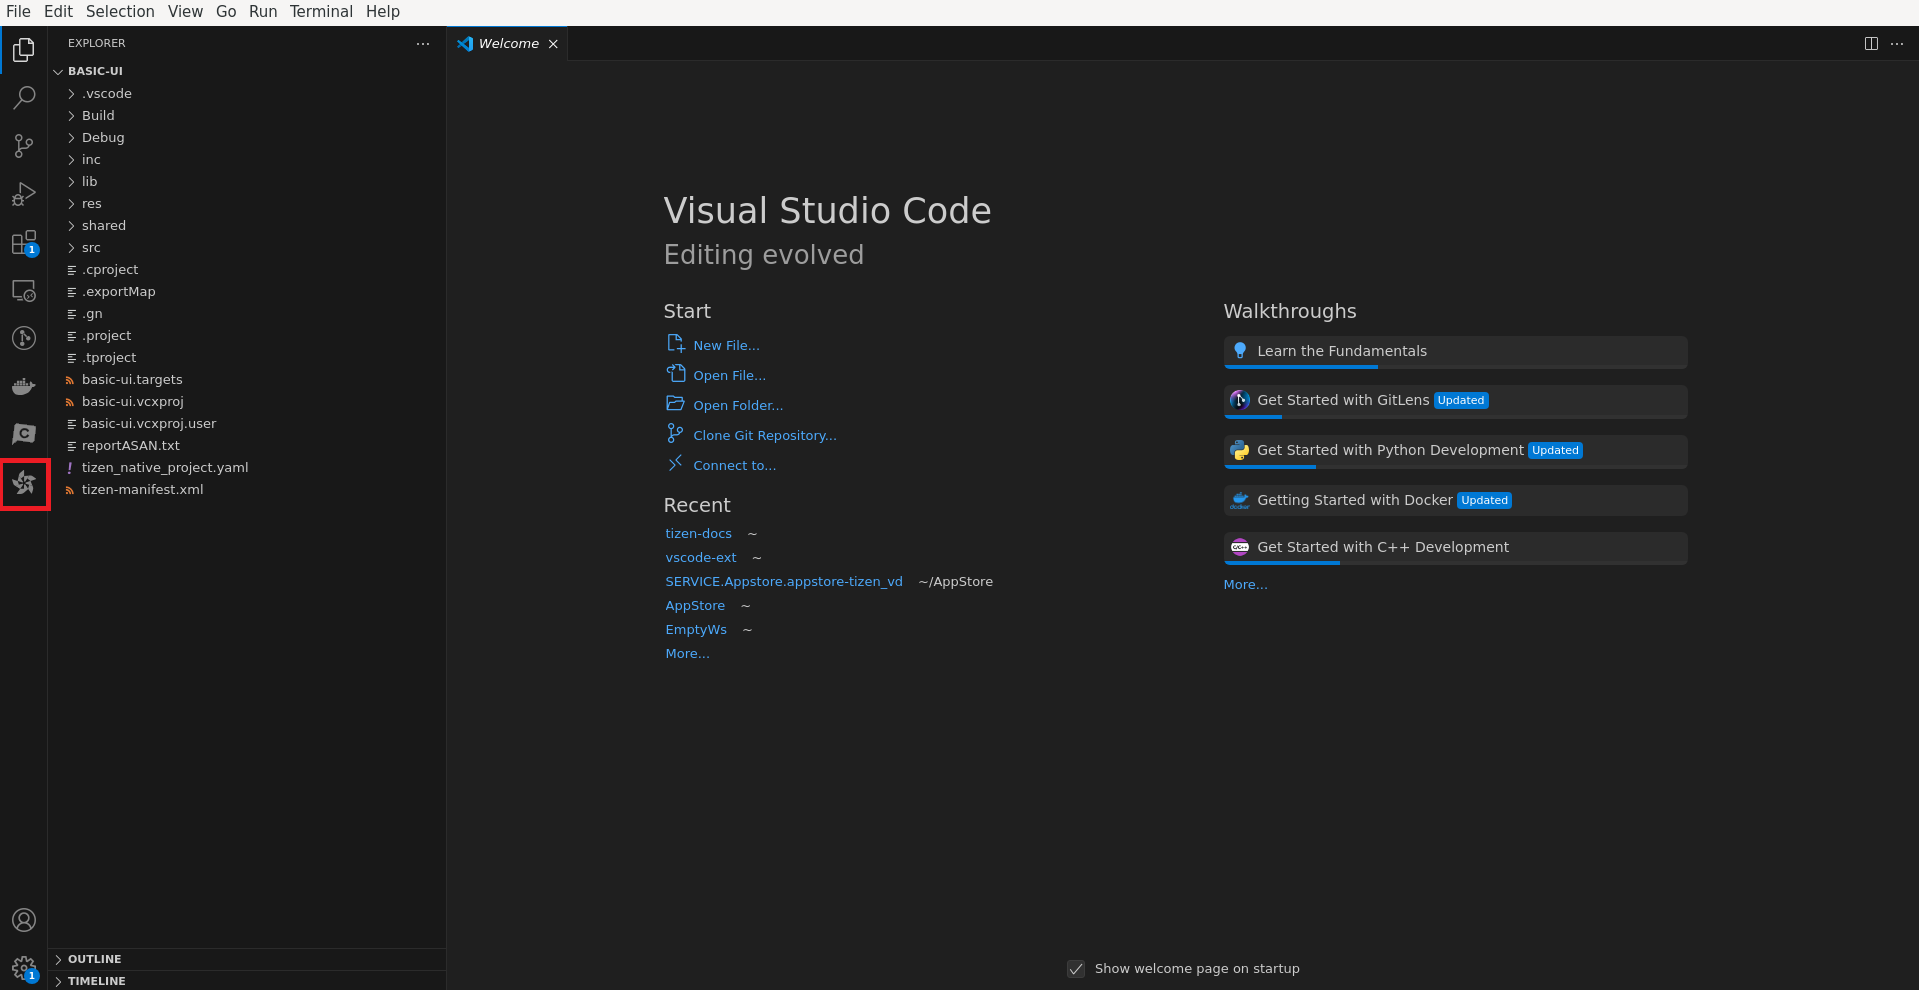 File Edit Selection View Go Run Terminal Help
EXPLORER
BASIC-UI
.vscode
Build
Debug
inc
lib
res
shared
src
.cproject
.exportMap
.gn
.project
.tproject
basic-ui.targets
basic-ui.vcxproj
basic-ui.vcxproj.user
reportASAN.txt
tizen_native_project.yaml
tizen-manifest.xml
OUTLINE
TIMELINE
1
1
Welcome
Visual Studio Code
Editing evolved
Start
New File...
Open File...
Open Folder...
Clone Git Repository...
Connect to...
Recent
tizen-docs ~
vscode-ext ~
SERVICE.Appstore.appstore-tizen_vd ~/AppStore
AppStore ~
EmptyWs ~
More...
Walkthroughs
Learn the Fundamentals
Get Started with GitLens Updated
Get Started with Python Development Updated
docker
Getting Started with Docker Updated
C/C++
Get Started with C++ Development
More...
Show welcome page on startup